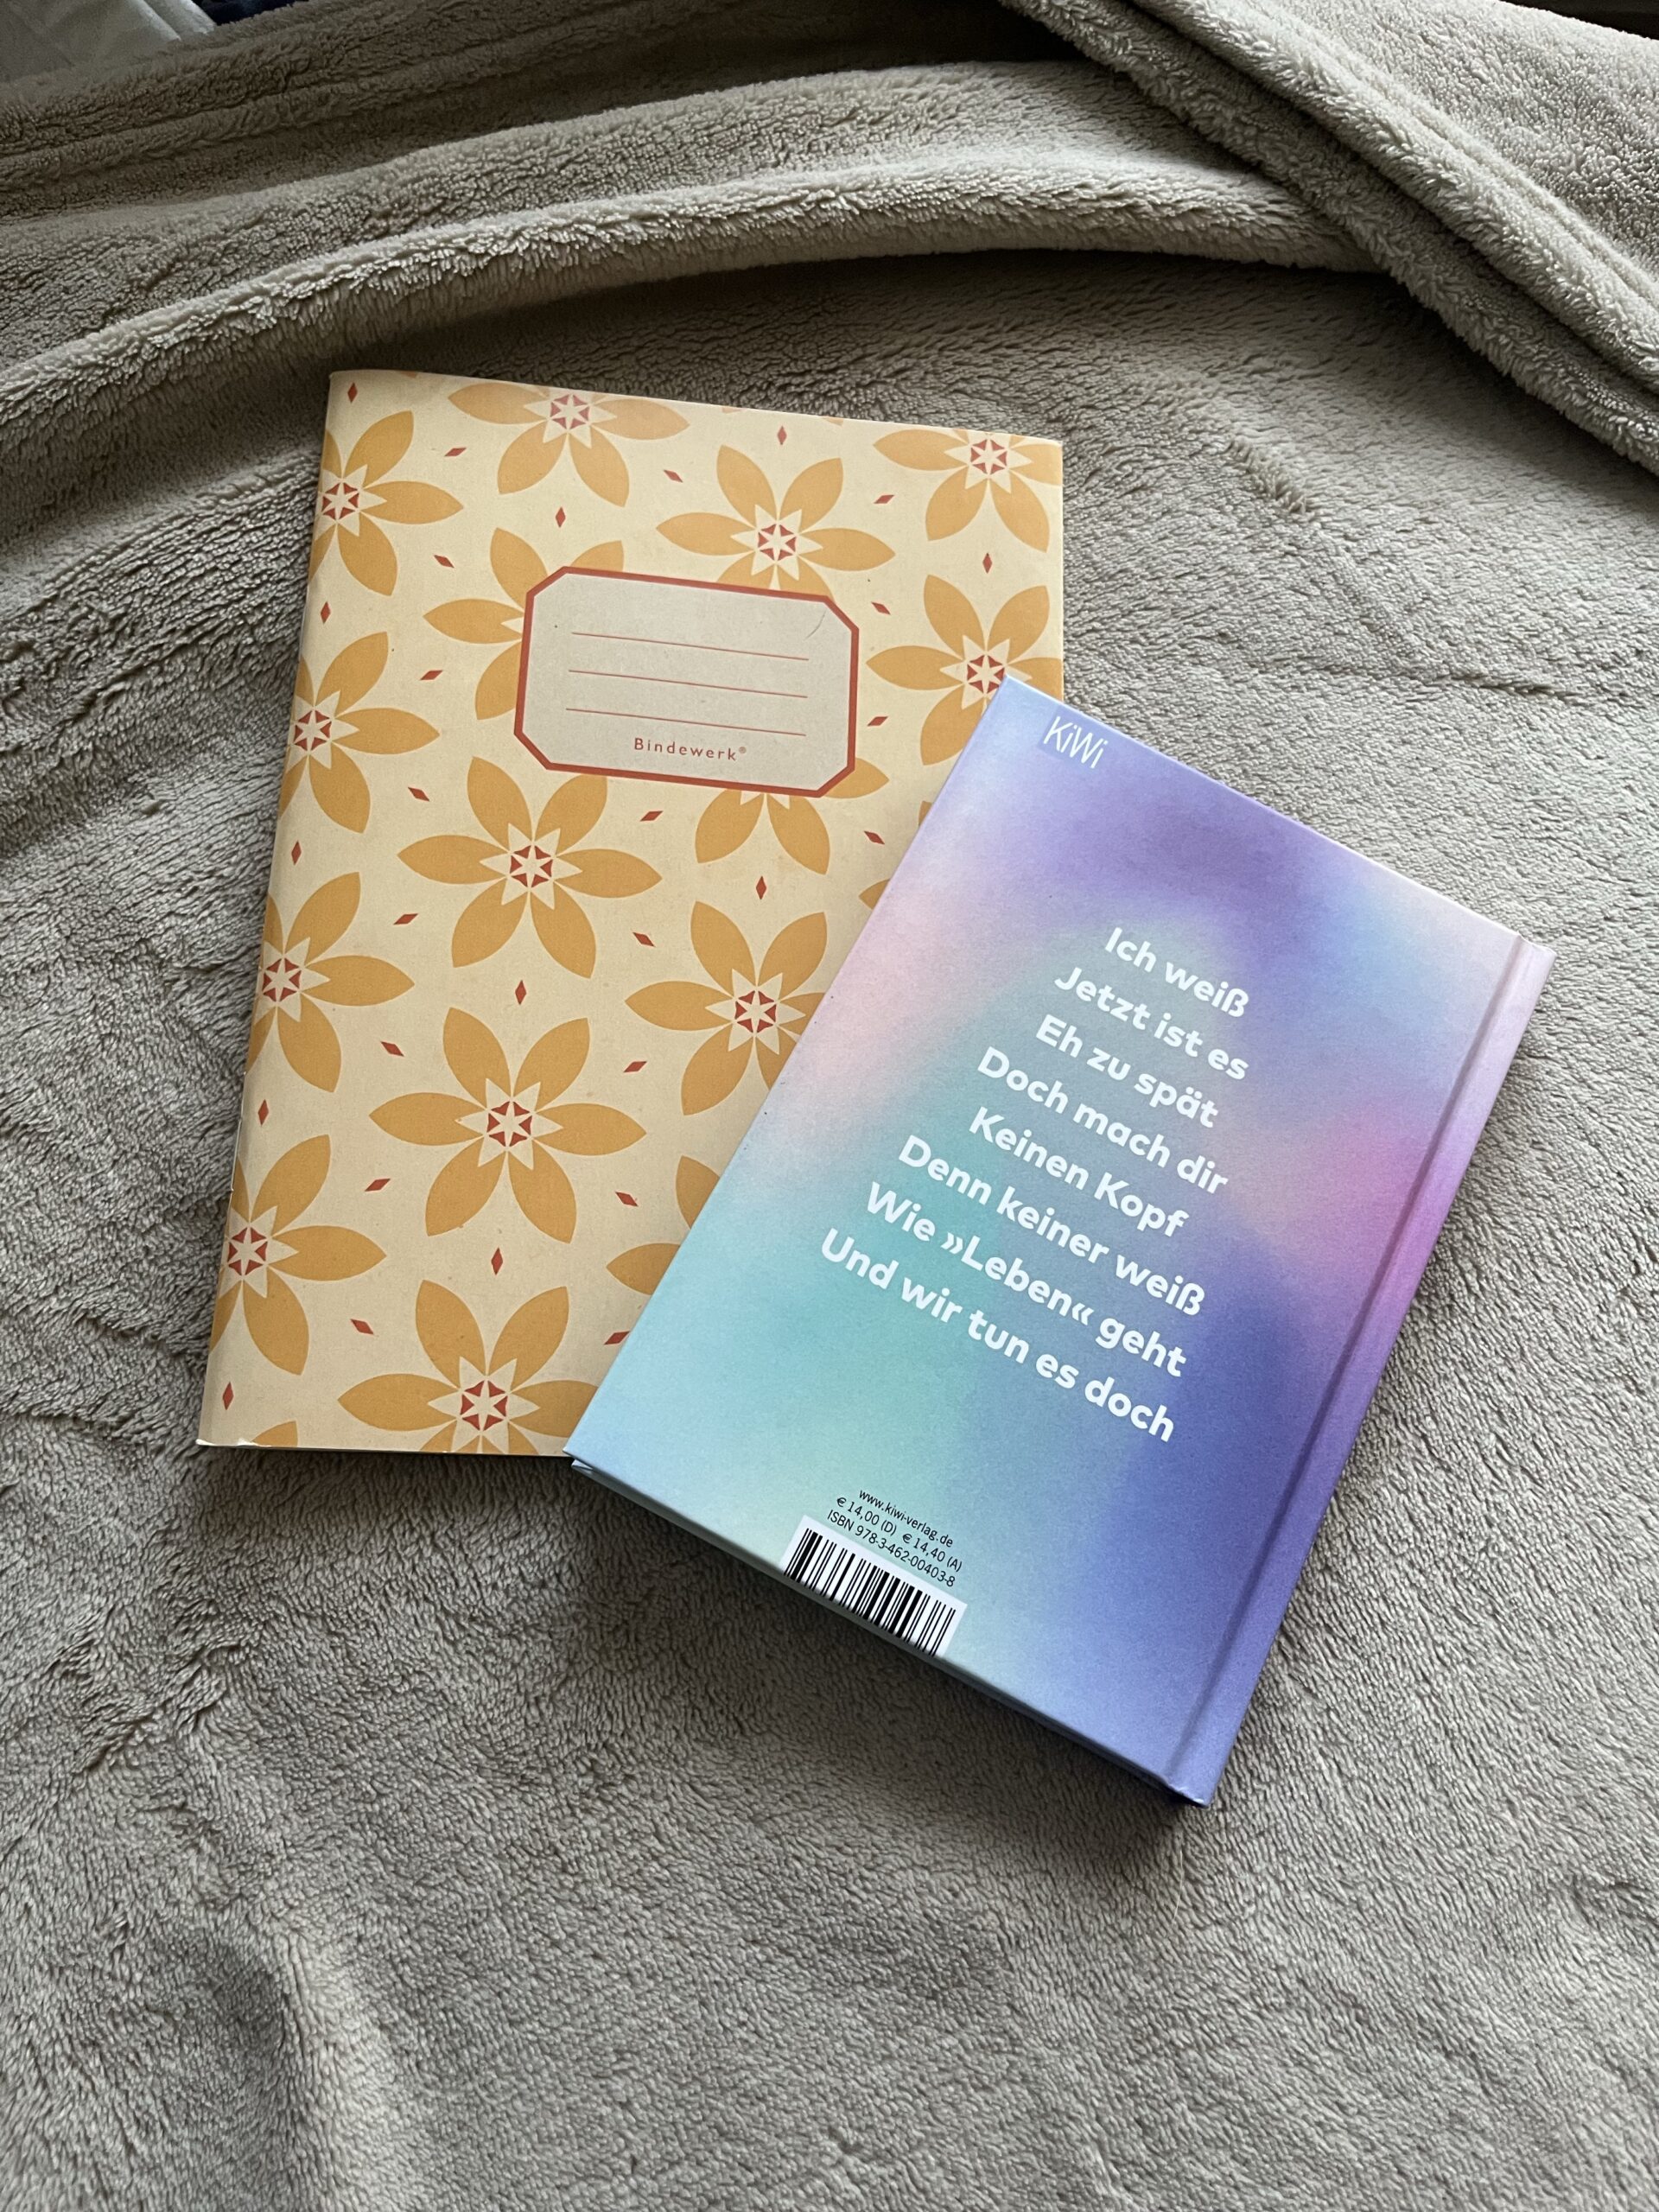 Bindewerk®
KiWi
Ich weiß
Jetzt ist es
Eh zu spät
Doch mach dir
Keinen Kopf
Denn keiner weiß
Wie »Leben« geht
Und wir tun es doch
www.kiwi-verlag.de
€ 14,00 (D) € 14,40 (A)
ISBN 978-3-462-00403-8